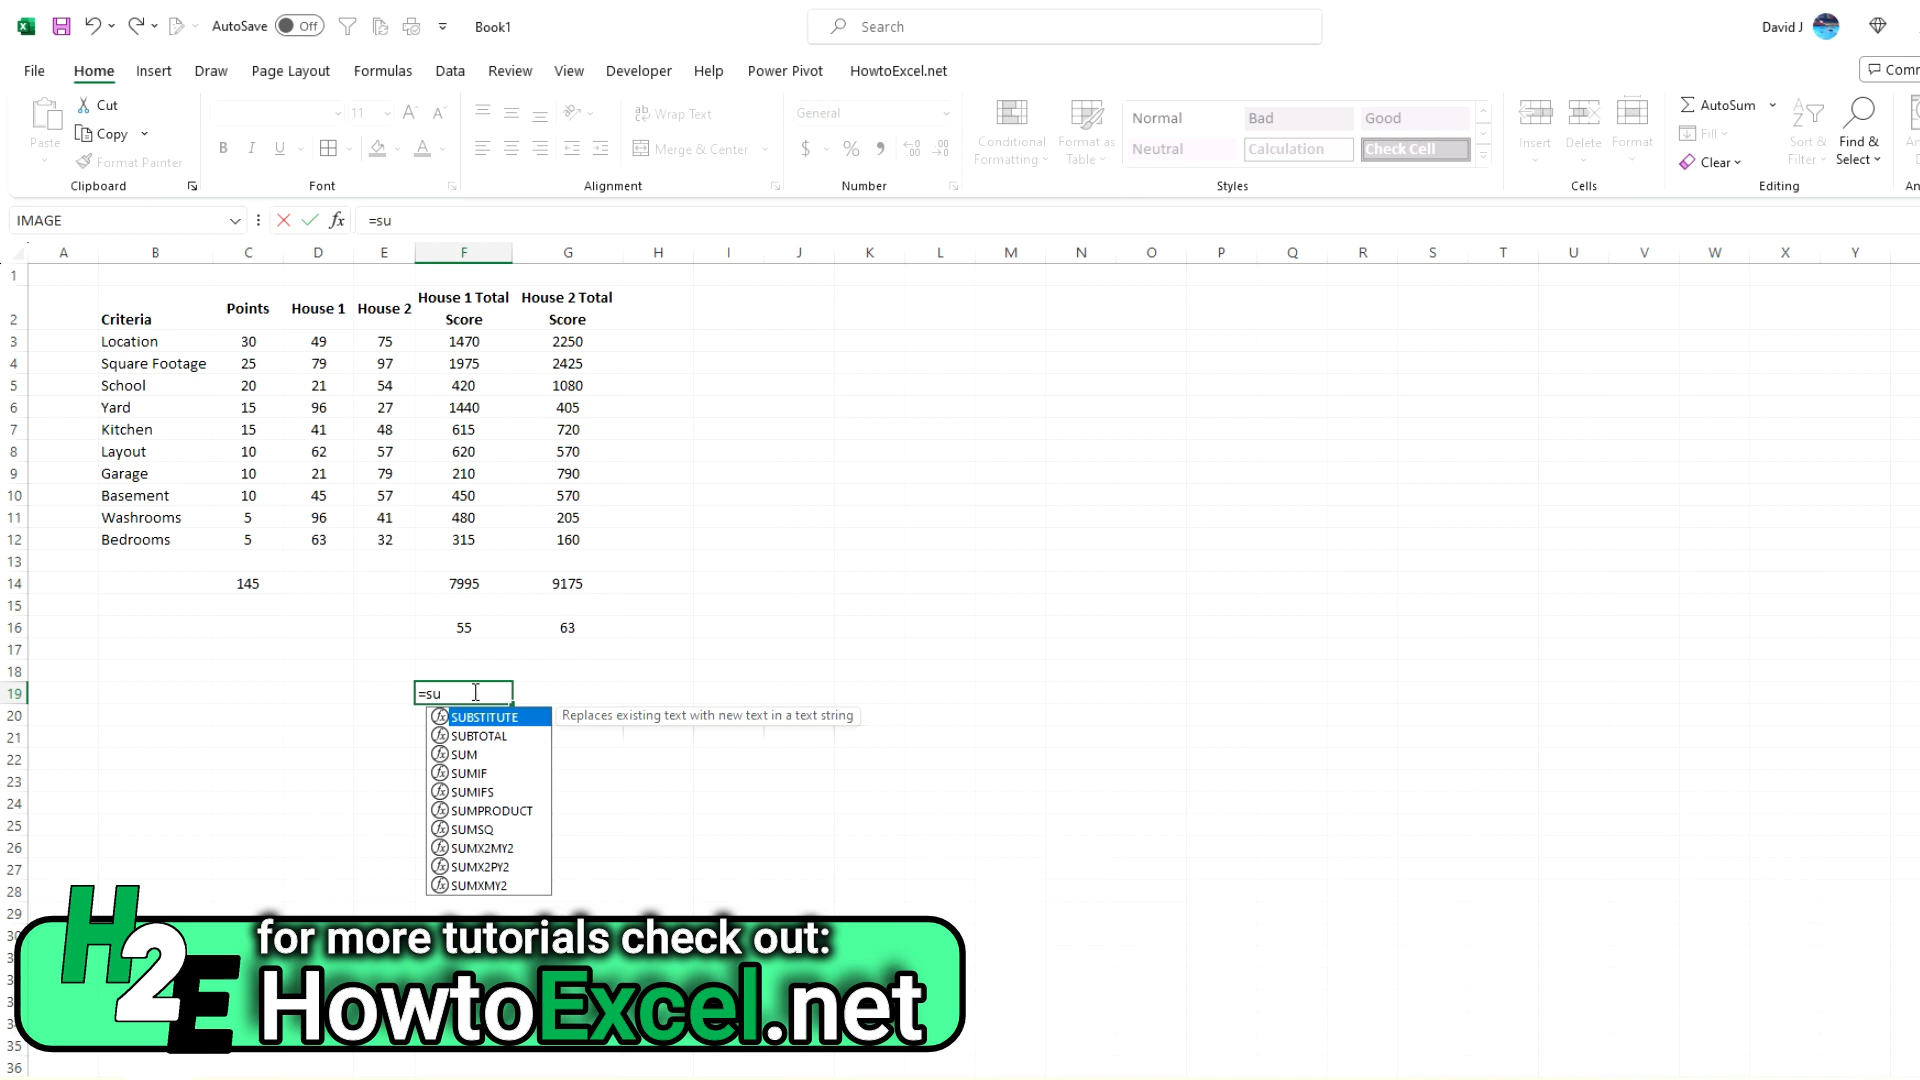 AutoSave Off Book1 Search David J
File Home Insert Draw Page Layout Formulas Data Review View Developer Help Power Pivot HowtoExcel.net Comm
Paste Cut Copy Format Painter
11 A A
B I U A
ab Wrap Text
Merge & Center
General
$ % 9
Conditional Formatting Format as Table
Normal Bad Good
Neutral Calculation Check Cell
Insert Delete Format
AutoSum Fill Clear
Sort & Filter Find & Select
Clipboard Font Alignment Number Styles Cells Editing An
IMAGE fx =su
A B C D E F G H I J K L M N O P Q R S T U V W X Y
1
2 Criteria Points House 1 House 2 House 1 Total Score House 2 Total Score
3 Location 30 49 75 1470 2250
4 Square Footage 25 79 97 1975 2425
5 School 20 21 54 420 1080
6 Yard 15 96 27 1440 405
7 Kitchen 15 41 48 615 720
8 Layout 10 62 57 620 570
9 Garage 10 21 79 210 790
10 Basement 10 45 57 450 570
11 Washrooms 5 96 41 480 205
12 Bedrooms 5 63 32 315 160
13
14 145 7995 9175
15
16 55 63
17
18
19 =su
20 SUBSTITUTE Replaces existing text with new text in a text string
21 SUBTOTAL
22 SUM
SUMIF
23 SUMIFS
24 SUMPRODUCT
25 SUMSQ
26 SUMX2MY2
27 SUMX2PY2
28 SUMXMY2
29
35
36
H2E
for more tutorials check out:
HowtoExcel.net